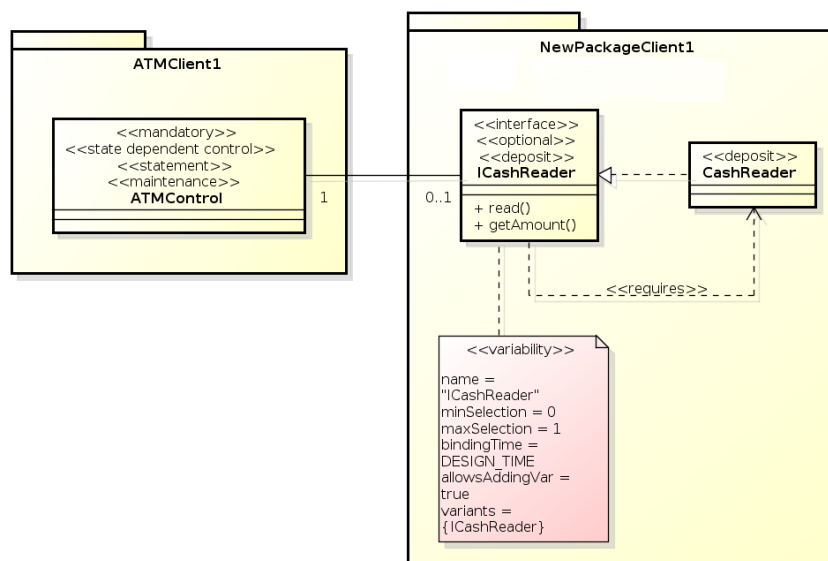 ATMClient1
<<mandatory>>
<<state dependent control>>
<<statement>>
<<maintenance>>
ATMControl
1
0..1
NewPackageClient1
<<interface>>
<<optional>>
<<deposit>>
ICashReader
+ read()
+ getAmount()
<<deposit>>
CashReader
<<requires>>
<<variability>>
name =
"ICashReader"
minSelection = 0
maxSelection = 1
bindingTime =
DESIGN_TIME
allowsAddingVar =
true
variants =
{ICashReader}